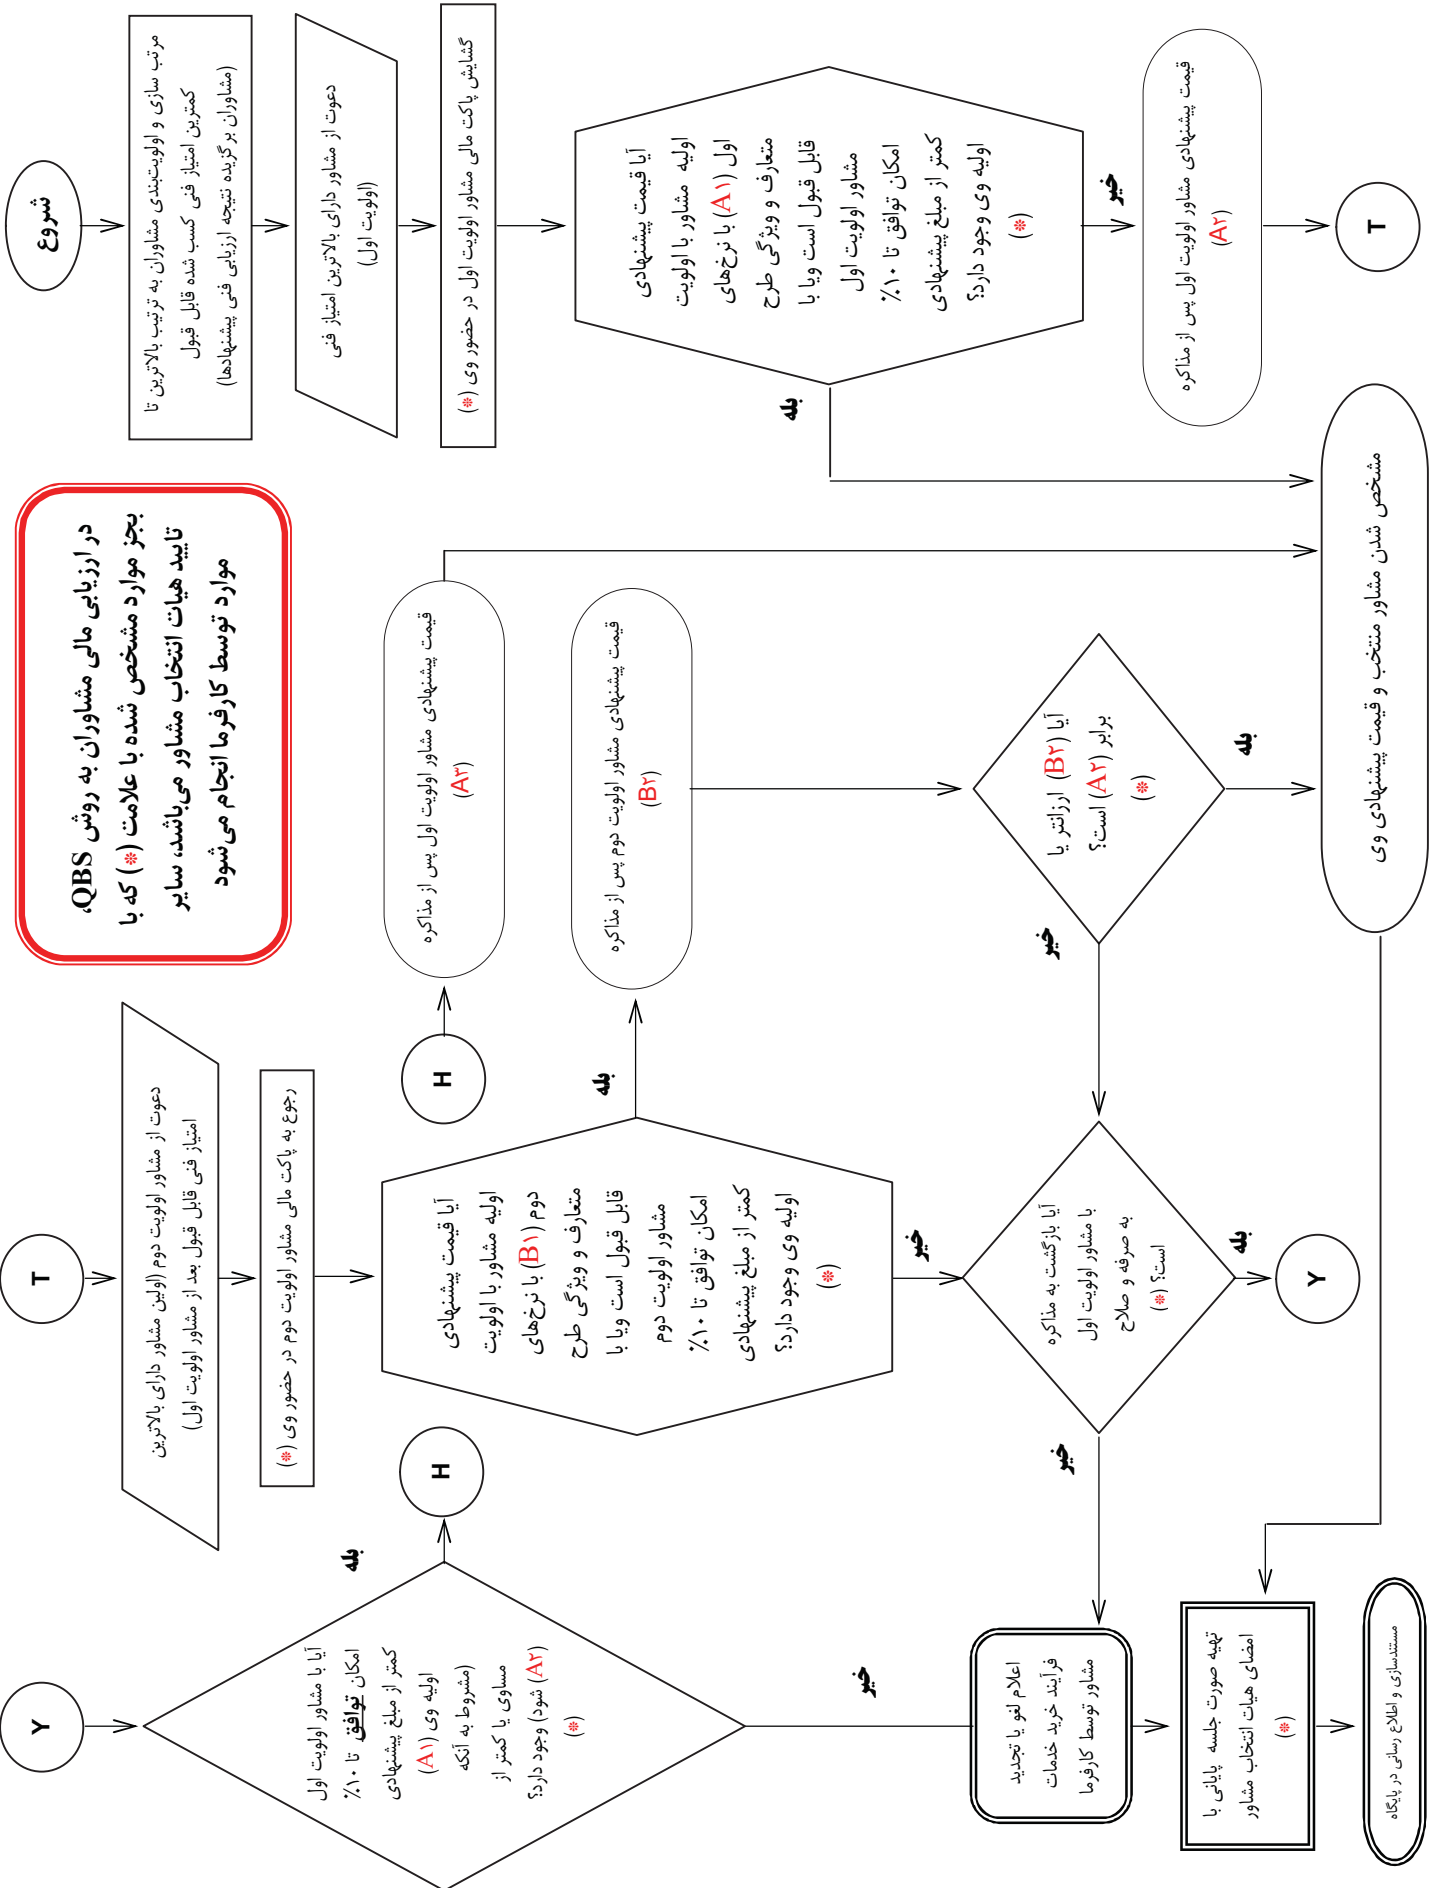 شروع
مرتب سازی و اولویت‌بندی مشاوران به ترتیب بالاترین تا
کمترین امتیاز فنی کسب شده قابل قبول
(مشاوران برگزیده نتیجه ارزیابی فنی پیشنهادها)
دعوت از مشاور دارای بالاترین امتیاز فنی
(اولویت اول)
گشایش پاکت مالی مشاور اولویت اول در حضور وی (*)
آیا قیمت پیشنهادی
اولیه مشاور با اولویت
اول (A۱) با نرخ‌های
متعارف و ویژگی طرح
قابل قبول است ویا با
مشاور اولویت اول
امکان توافق تا ۱۰٪
کمتر از مبلغ پیشنهادی
اولیه وی وجود دارد؟
(*)
خیر
بله
قیمت پیشنهادی مشاور اولویت اول پس از مذاکره
(A۲)
T
در ارزیابی مالی مشاوران به روش QBS،
بجز موارد مشخص شده با علامت (*) که با
تایید هیات انتخاب مشاور می‌باشد، سایر
موارد توسط کارفرما انجام می‌شود
قیمت پیشنهادی مشاور اولویت اول پس از مذاکره
(A۳)
قیمت پیشنهادی مشاور اولویت دوم پس از مذاکره
(B۲)
آیا (B۲) ارزانتر یا
برابر (A۲) است؟
(*)
بله
خیر
مشخص شدن مشاور منتخب و قیمت پیشنهادی وی
T
دعوت از مشاور اولویت دوم (اولین مشاور دارای بالاترین
امتیاز فنی قابل قبول بعد از مشاور اولویت اول)
رجوع به پاکت مالی مشاور اولویت دوم در حضور وی (*)
H
بله
آیا قیمت پیشنهادی
اولیه مشاور با اولویت
دوم (B۱) با نرخ‌های
متعارف و ویژگی طرح
قابل قبول است ویا با
مشاور اولویت دوم
امکان توافق تا ۱۰٪
کمتر از مبلغ پیشنهادی
اولیه وی وجود دارد؟
(*)
خیر
آیا بازگشت به مذاکره
با مشاور اولویت اول
به صرفه و صلاح
است؟ (*)
بله
خیر
Y
Y
H
بله
آیا با مشاور اولویت اول
امکان توافق تا ۱۰٪
کمتر از مبلغ پیشنهادی
اولیه وی (A۱)
(مشروط به آنکه
مساوی یا کمتر از
(A۲) شود) وجود دارد؟
(*)
خیر
اعلام لغو یا تجدید
فرآیند خرید خدمات
مشاور توسط کارفرما
تهیه صورت جلسه پایانی با
امضای هیات انتخاب مشاور
(*)
مستندسازی و اطلاع رسانی در پایگاه